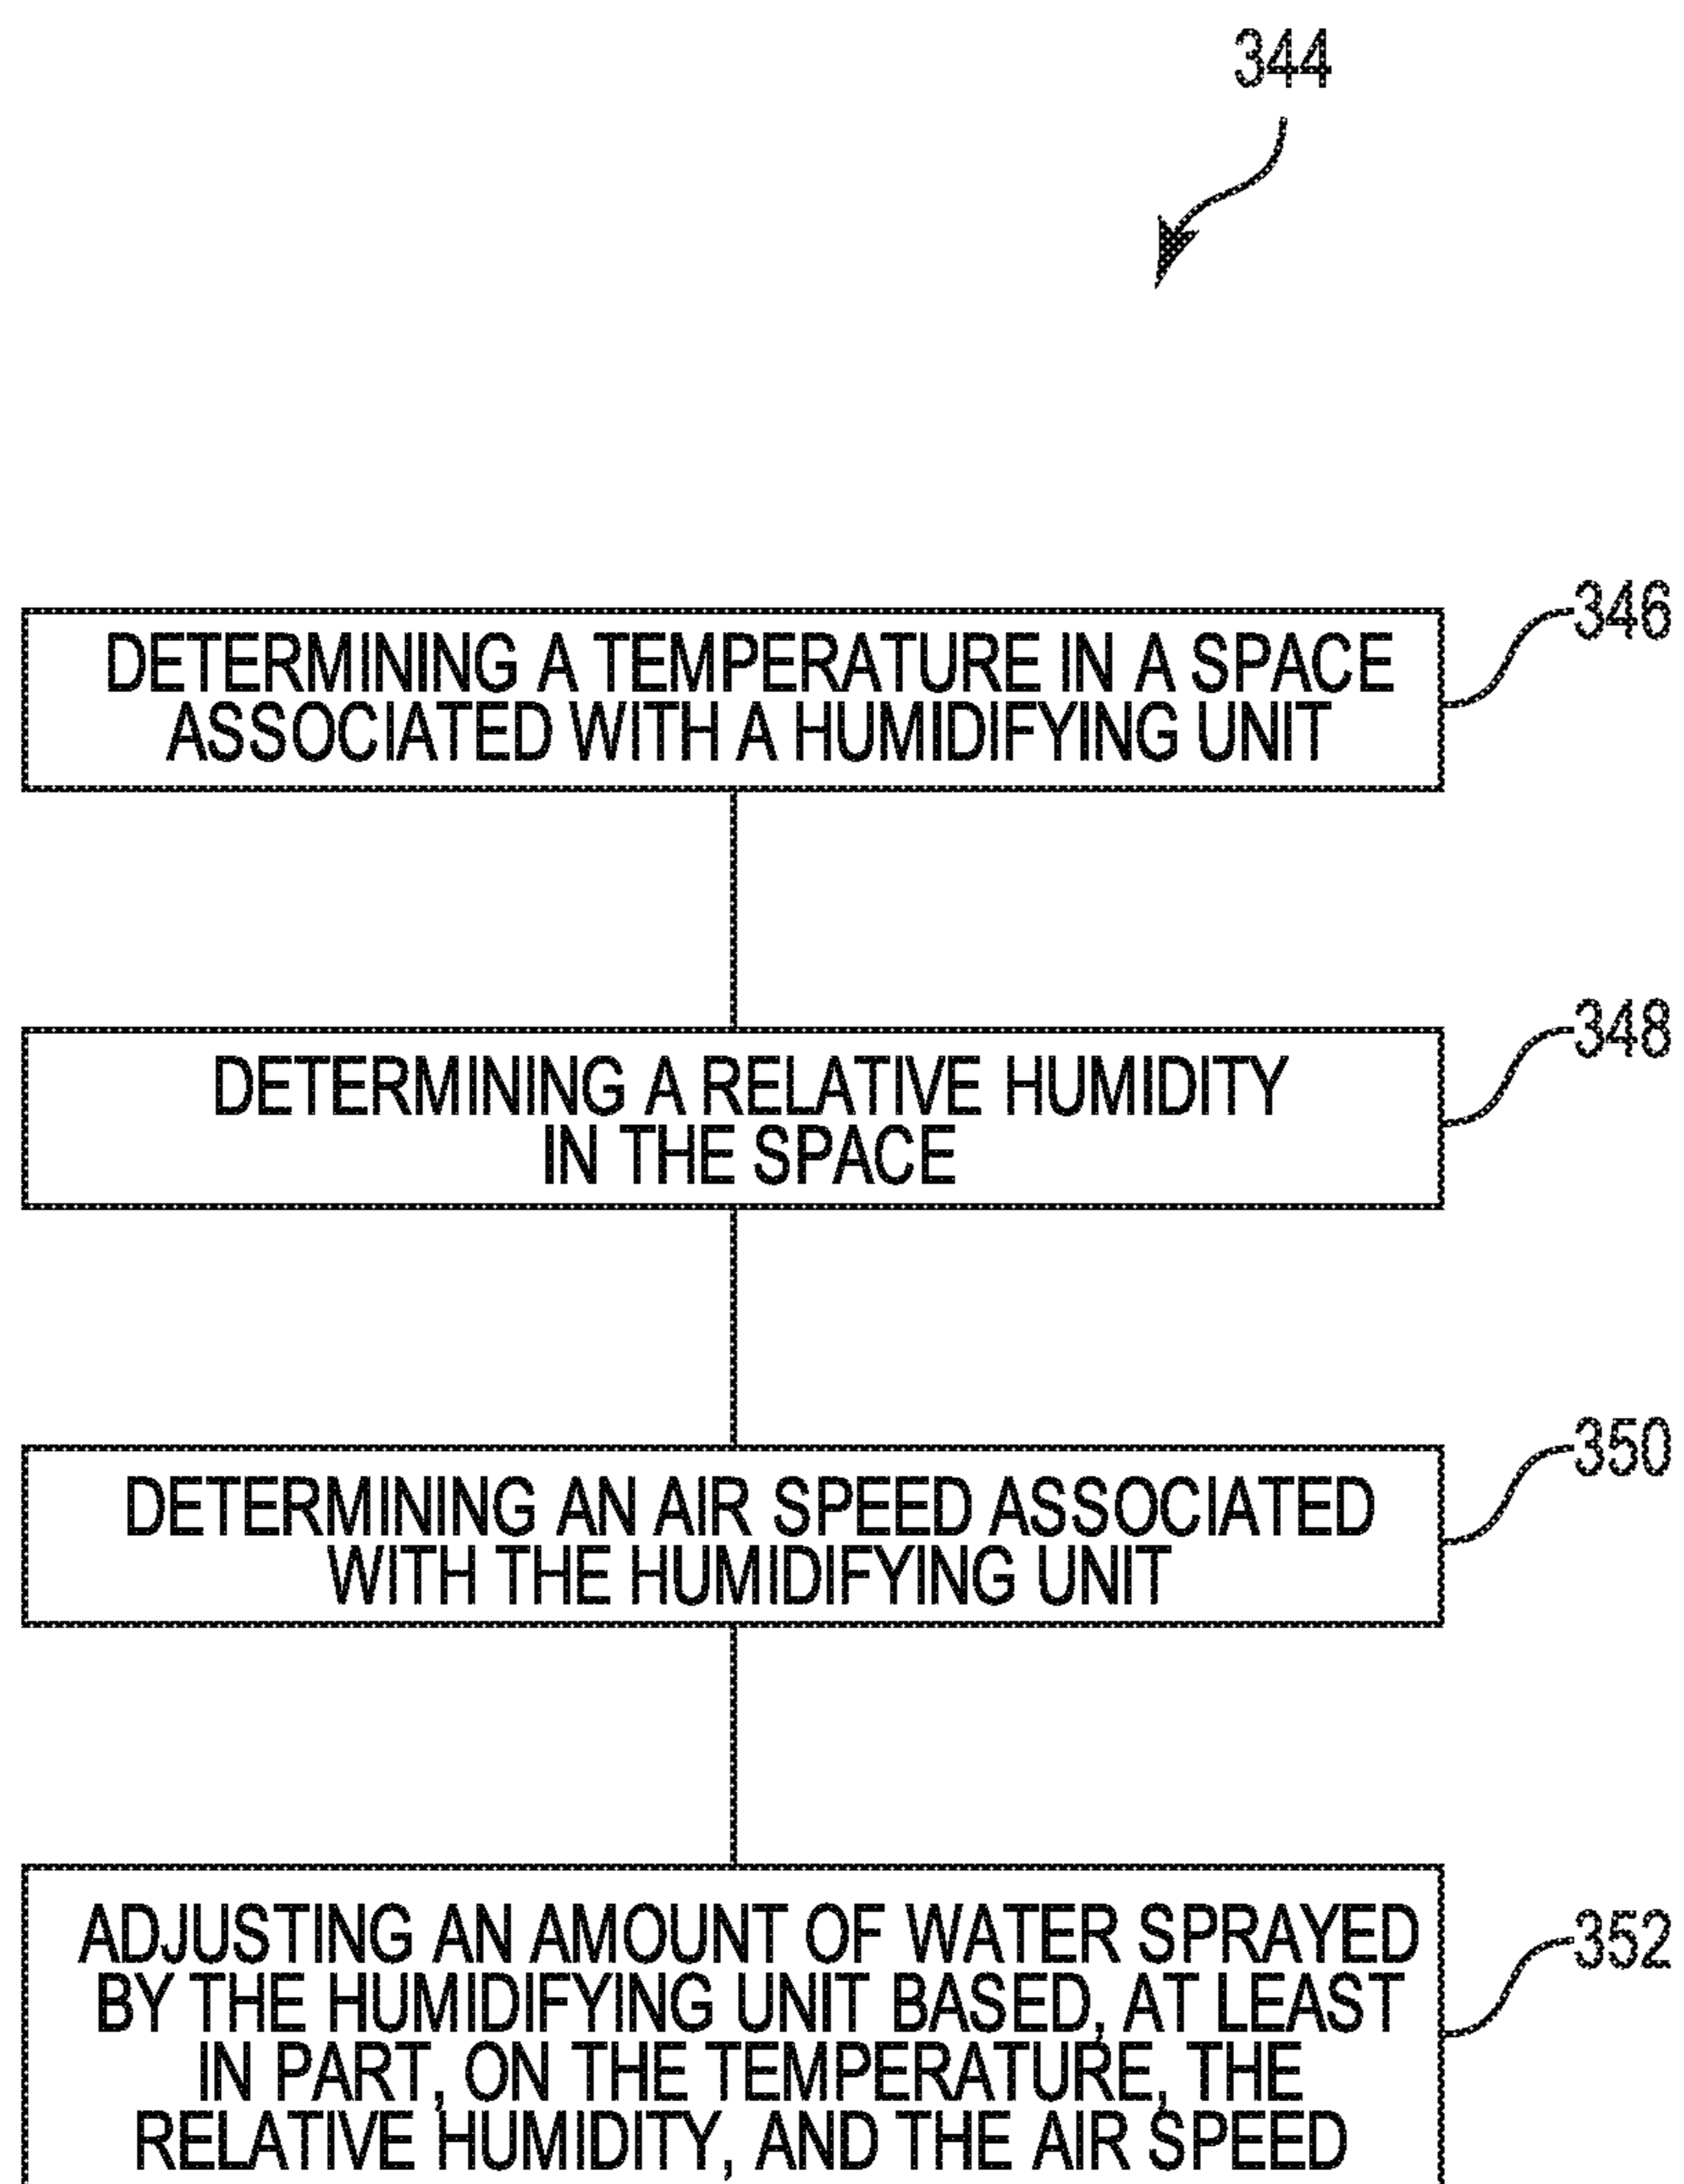 344
346
DETERMINING A TEMPERATURE IN A SPACE
ASSOCIATED WITH A HUMIDIFYING UNIT
348
DETERMINING A RELATIVE HUMIDITY
IN THE SPACE
350
DETERMINING AN AIR SPEED ASSOCIATED
WITH THE HUMIDIFYING UNIT
352
ADJUSTING AN AMOUNT OF WATER SPRAYED
BY THE HUMIDIFYING UNIT BASED, AT LEAST
IN PART, ON THE TEMPERATURE, THE
RELATIVE HUMIDITY, AND THE AIR SPEED